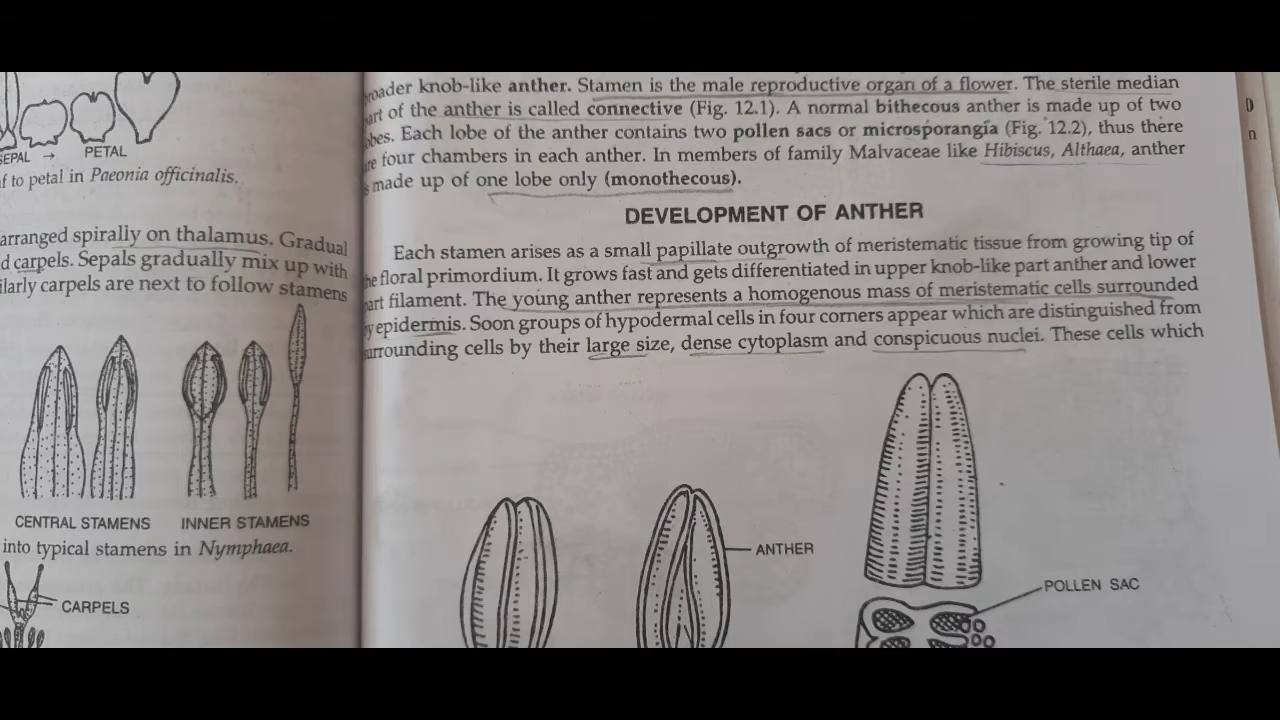 SEPAL → PETAL
f to petal in Paeonia officinalis.
arranged spirally on thalamus. Gradual
d carpels. Sepals gradually mix up with
ilarly carpels are next to follow stamens
CENTRAL STAMENS INNER STAMENS
into typical stamens in Nymphaea.
CARPELS
roader knob-like anther. Stamen is the male reproductive organ of a flower. The sterile median
art of the anther is called connective (Fig. 12.1). A normal bithecous anther is made up of two
obes. Each lobe of the anther contains two pollen sacs or microsporangia (Fig. 12.2), thus there
re four chambers in each anther. In members of family Malvaceae like Hibiscus, Althaea, anther
s made up of one lobe only (monothecous).
DEVELOPMENT OF ANTHER
Each stamen arises as a small papillate outgrowth of meristematic tissue from growing tip of
he floral primordium. It grows fast and gets differentiated in upper knob-like part anther and lower
art filament. The young anther represents a homogenous mass of meristematic cells surrounded
y epidermis. Soon groups of hypodermal cells in four corners appear which are distinguished from
urrounding cells by their large size, dense cytoplasm and conspicuous nuclei. These cells which
ANTHER
POLLEN SAC
D
n